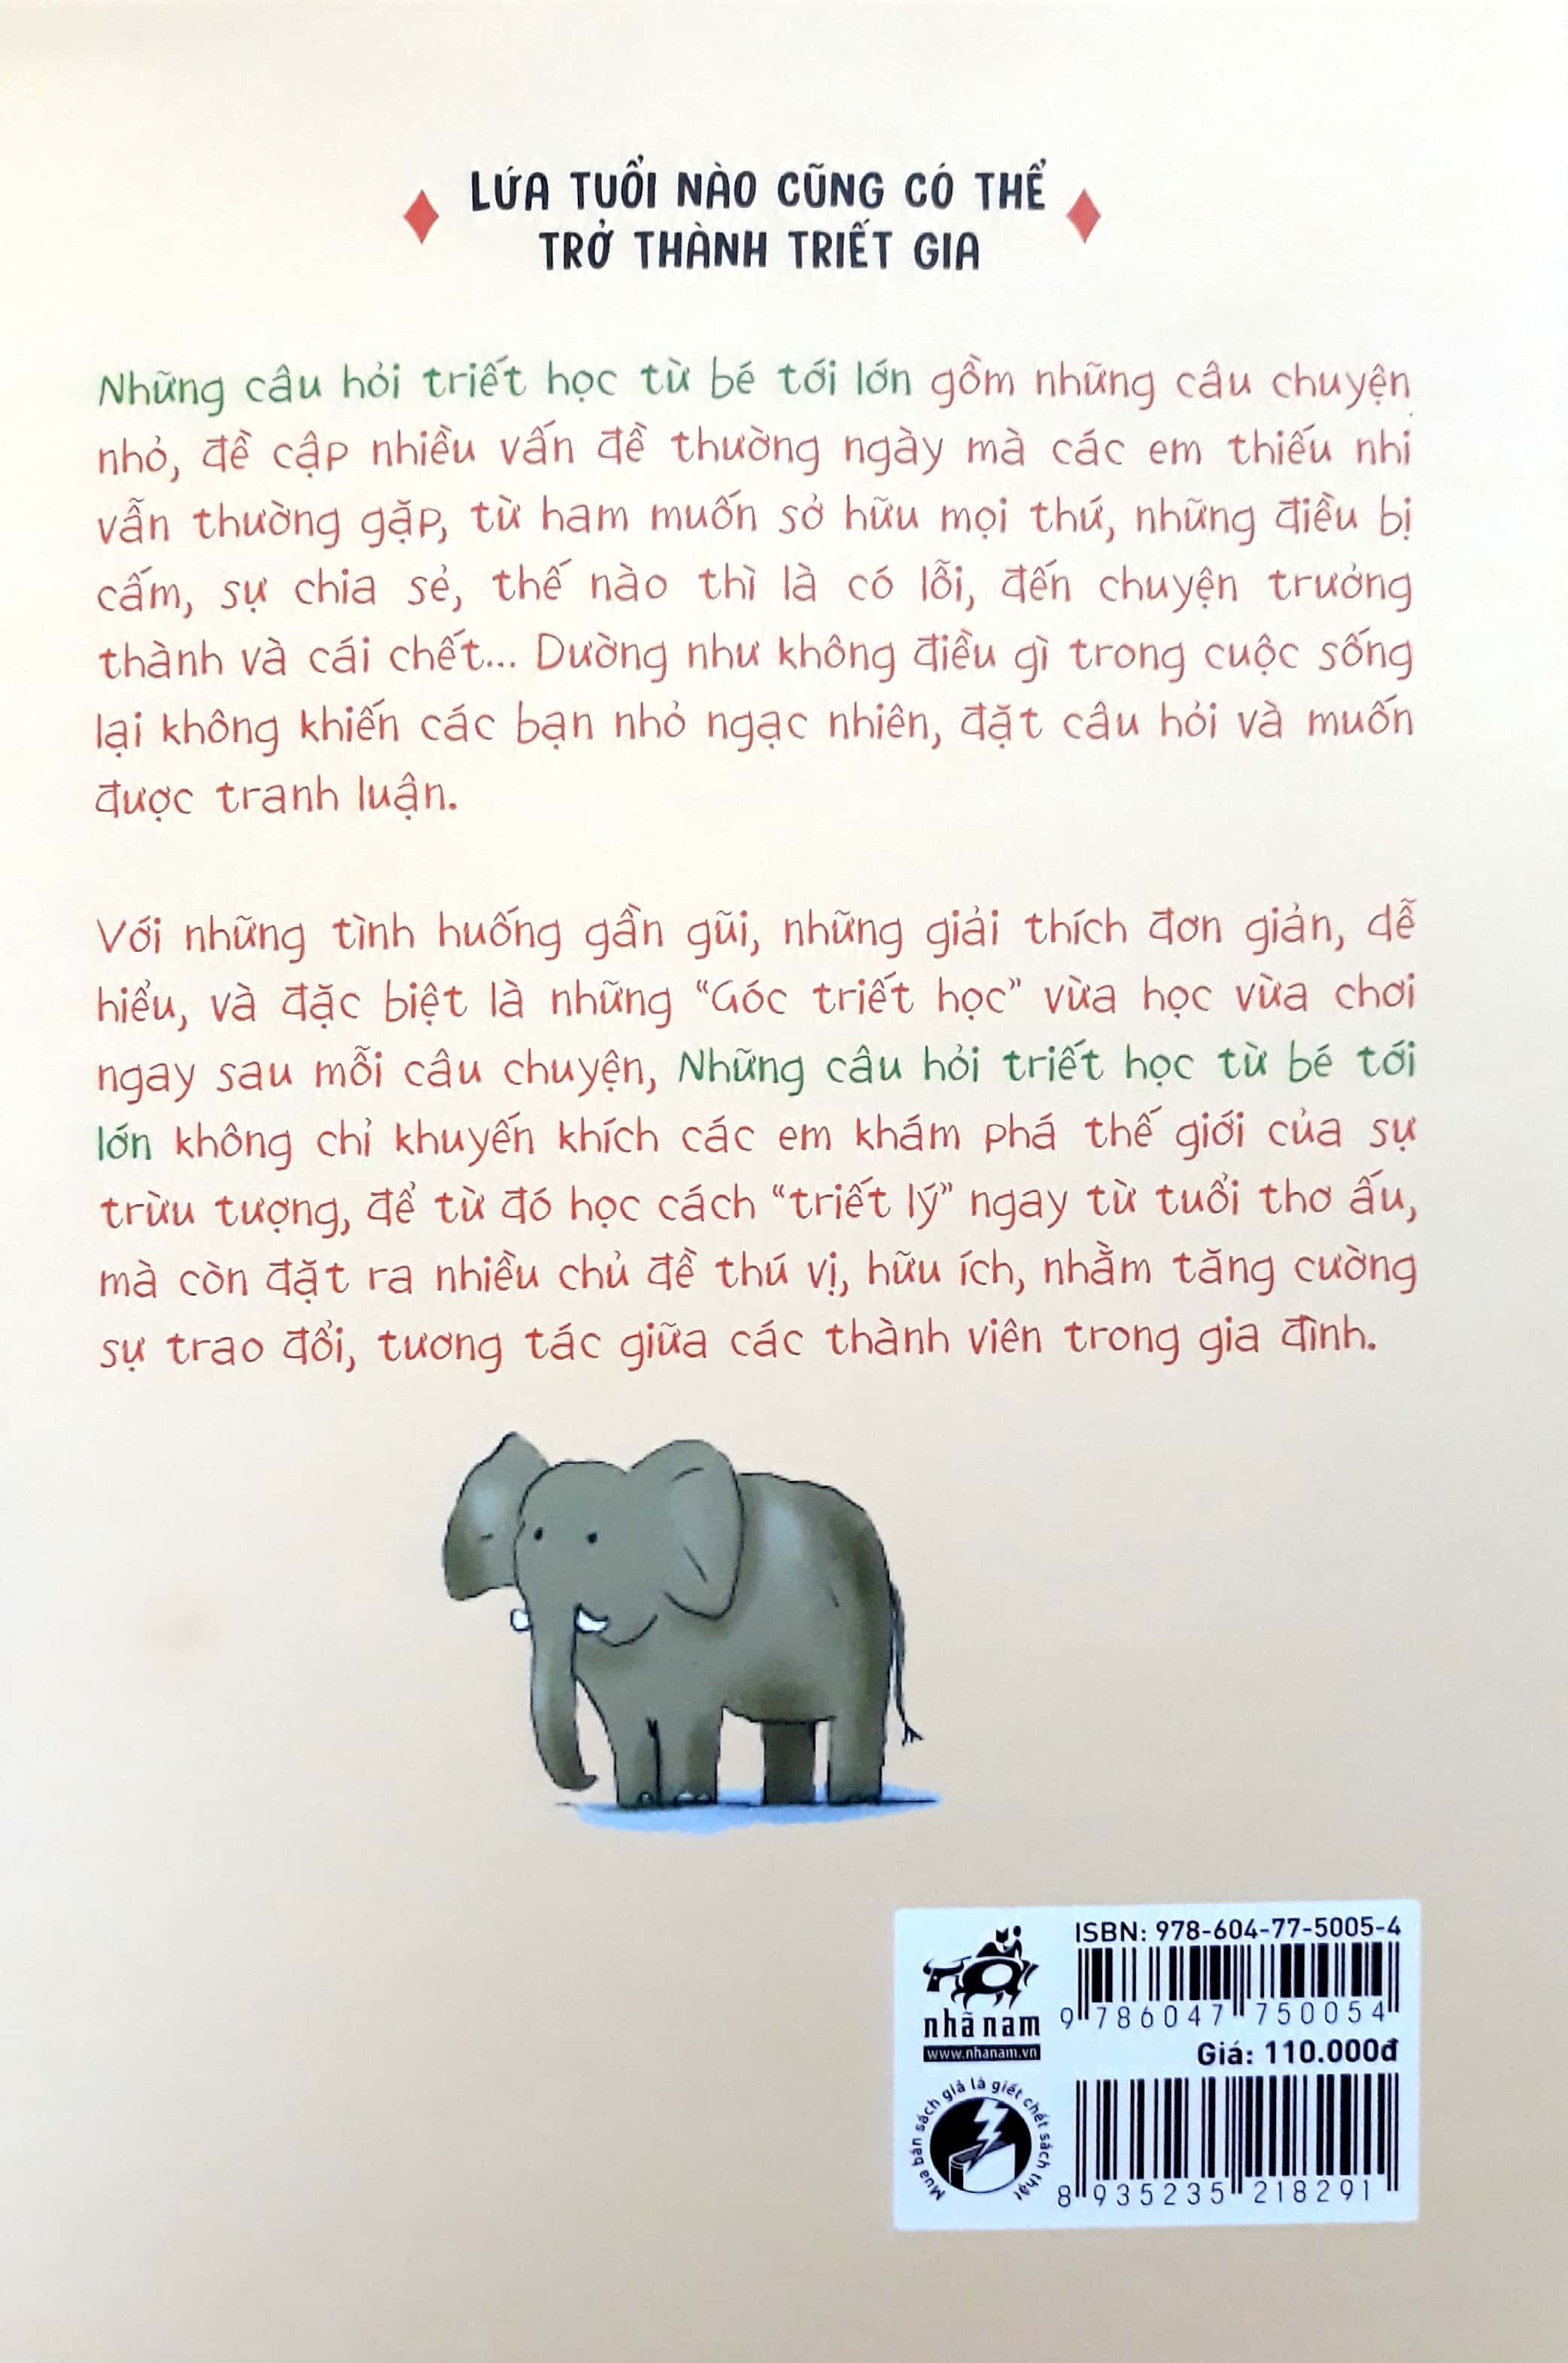 LỨA TUỔI NÀO CŨNG CÓ THỂ
TRỞ THÀNH TRIẾT GIA
Những câu hỏi triết học từ bé tới lớn gồm những câu chuyện
nhỏ, đề cập nhiều vấn đề thường ngày mà các em thiếu nhi
vẫn thường gặp, từ ham muốn sở hữu mọi thứ, những điều bị
cấm, sự chia sẻ, thế nào thì là có lỗi, đến chuyện trưởng
thành và cái chết... Dường như không điều gì trong cuộc sống
lại không khiến các bạn nhỏ ngạc nhiên, đặt câu hỏi và muốn
được tranh luận.
Với những tình huống gần gũi, những giải thích đơn giản, dễ
hiểu, và đặc biệt là những “Góc triết học” vừa học vừa chơi
ngay sau mỗi câu chuyện, Những câu hỏi triết học từ bé tới
lớn không chỉ khuyến khích các em khám phá thế giới của sự
trừu tượng, để từ đó học cách “triết lý” ngay từ tuổi thơ ấu,
mà còn đặt ra nhiều chủ đề thú vị, hữu ích, nhằm tăng cường
sự trao đổi, tương tác giữa các thành viên trong gia đình.
ISBN: 978-604-77-5005-4
9 786047 750054
nhã nam
www.nhanam.vn
Giá: 110.000đ
Mua bán sách giả là giết chết sách thật
8 935235 218291